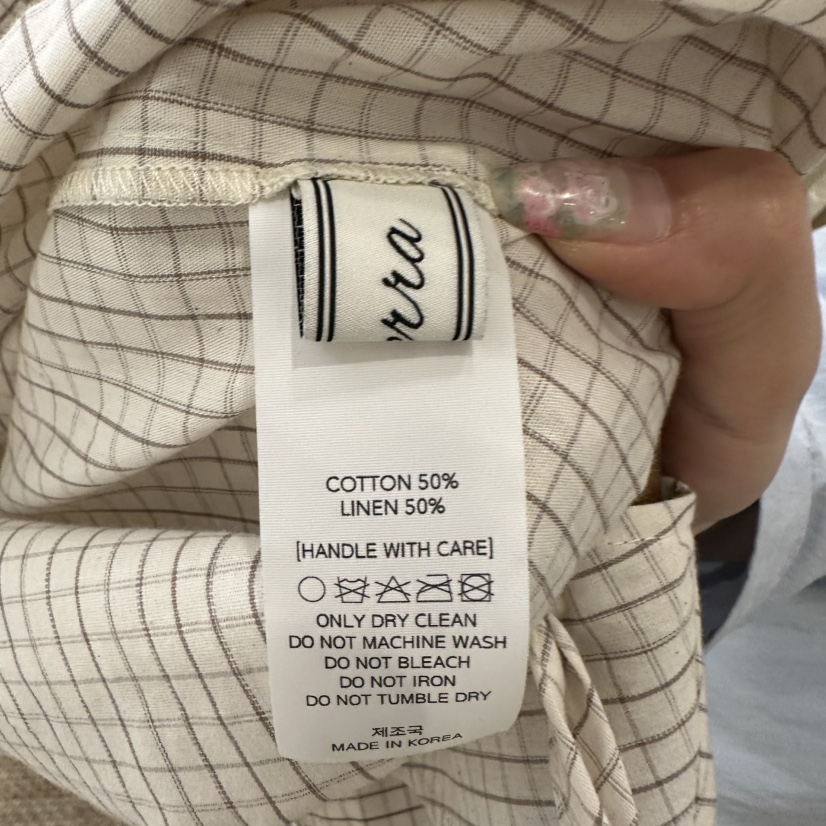 rra
COTTON 50%
LINEN 50%
[HANDLE WITH CARE]
ONLY DRY CLEAN
DO NOT MACHINE WASH
DO NOT BLEACH
DO NOT IRON
DO NOT TUMBLE DRY
제조국
MADE IN KOREA